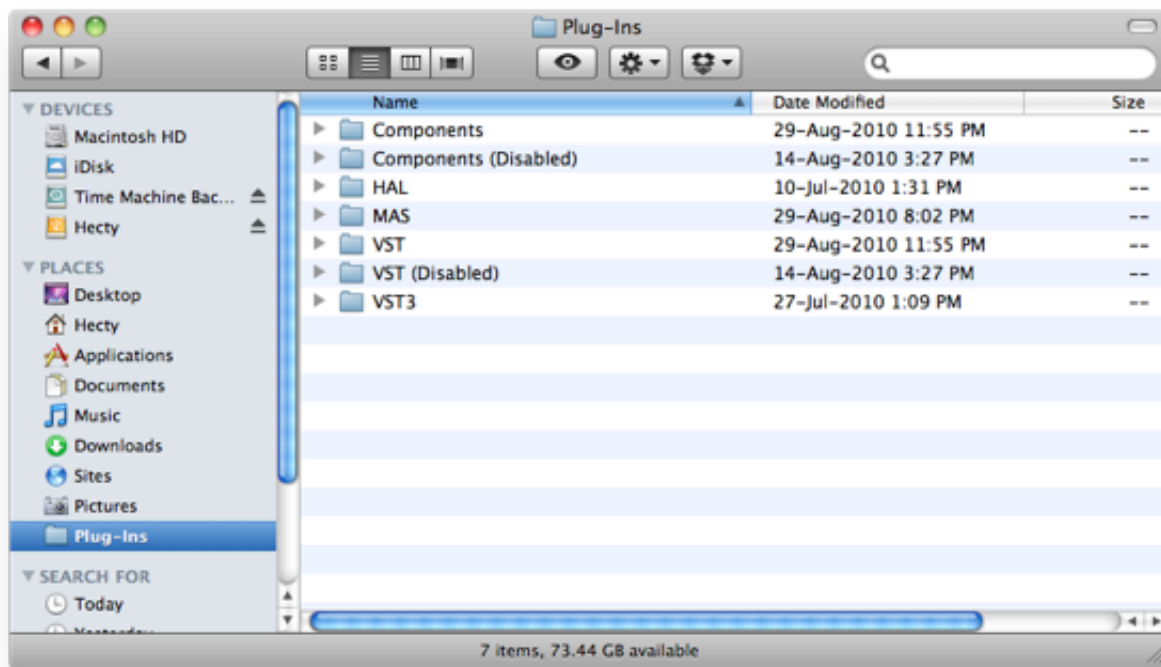 Plug-Ins
Name Date Modified Size
DEVICES
Macintosh HD
iDisk
Time Machine Bac...
Hecty
PLACES
Desktop
Hecty
Applications
Documents
Music
Downloads
Sites
Pictures
Plug-Ins
SEARCH FOR
Today
Components 29-Aug-2010 11:55 PM --
Components (Disabled) 14-Aug-2010 3:27 PM --
HAL 10-Jul-2010 1:31 PM --
MAS 29-Aug-2010 8:02 PM --
VST 29-Aug-2010 11:55 PM --
VST (Disabled) 14-Aug-2010 3:27 PM --
VST3 27-Jul-2010 1:09 PM --
7 items, 73.44 GB available